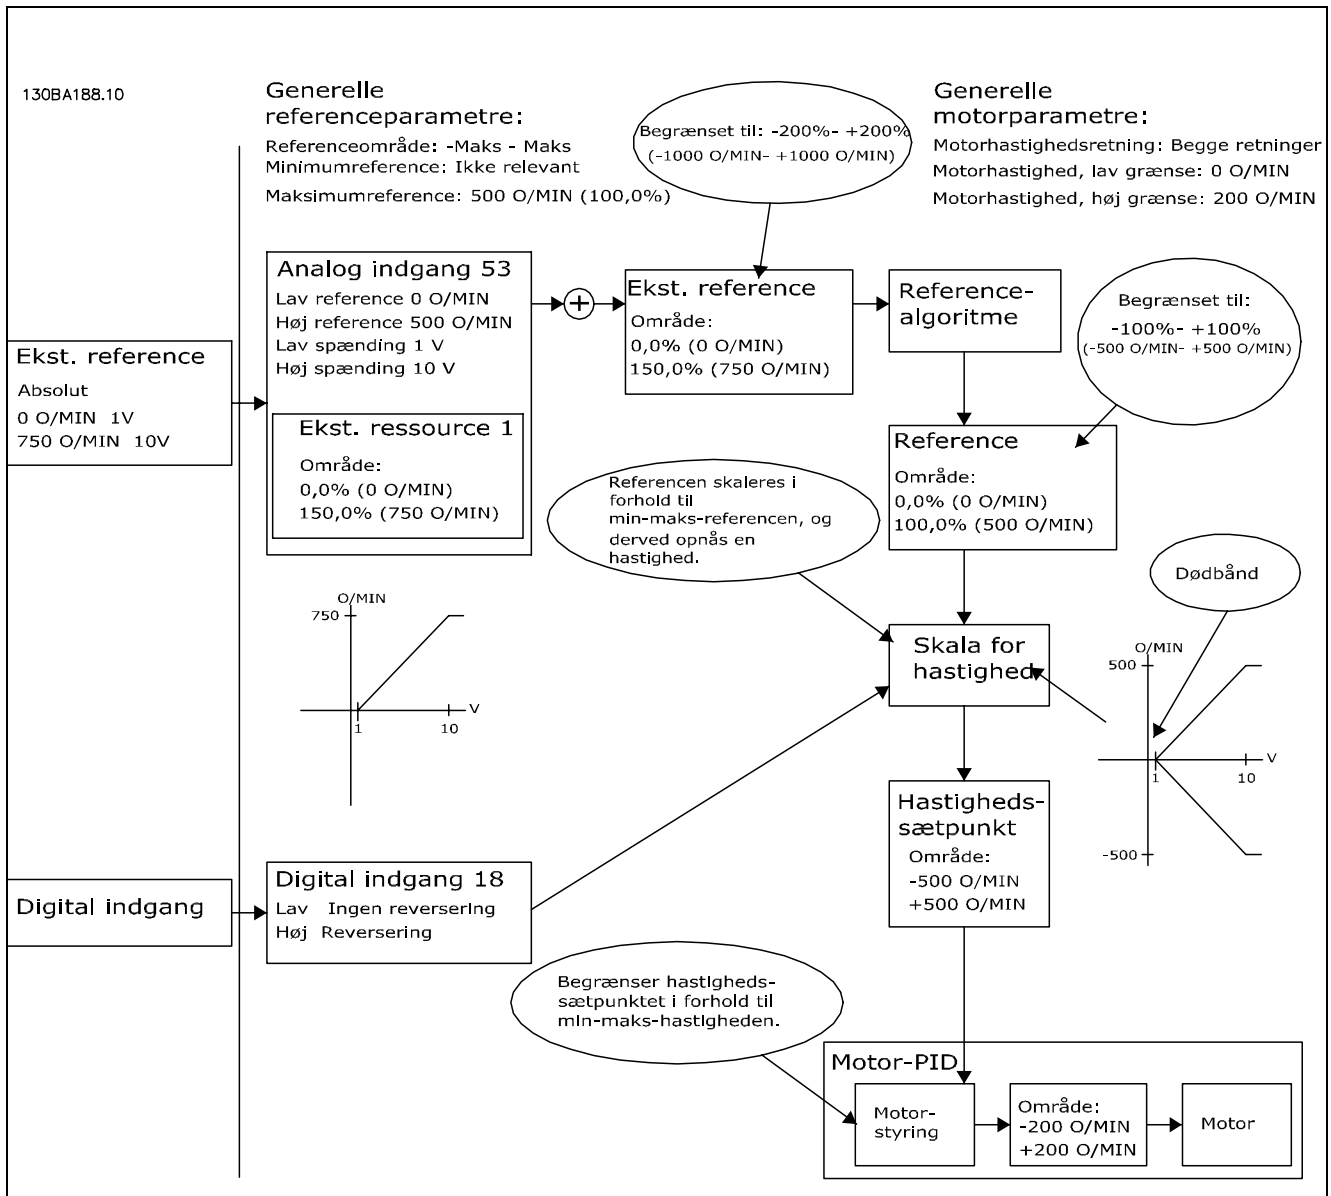 130BA188.10
Generelle
referenceparametre:
Referenceområde: -Maks - Maks
Minimumreference: Ikke relevant
Maksimumreference: 500 O/MIN (100,0%)
Begrænset til: -200%- +200%
(-1000 O/MIN- +1000 O/MIN)
Generelle
motorparametre:
Motorhastighedsretning: Begge retninger
Motorhastighed, lav grænse: 0 O/MIN
Motorhastighed, høj grænse: 200 O/MIN
Ekst. reference
Absolut
0 O/MIN 1V
750 O/MIN 10V
Analog indgang 53
Lav reference 0 O/MIN
Høj reference 500 O/MIN
Lav spænding 1 V
Høj spænding 10 V
Ekst. ressource 1
Område:
0,0% (0 O/MIN)
150,0% (750 O/MIN)
+
Ekst. reference
Område:
0,0% (0 O/MIN)
150,0% (750 O/MIN)
Reference-
algoritme
Begrænset til:
-100%- +100%
(-500 O/MIN- +500 O/MIN)
Reference
Område:
0,0% (0 O/MIN)
100,0% (500 O/MIN)
Referencen skaleres i
forhold til
min-maks-referencen, og
derved opnås en
hastighed.
Dødbånd
O/MIN
750
V
1
10
Skala for
hastighed
O/MIN
500
V
1
10
-500
Hastigheds-
sætpunkt
Område:
-500 O/MIN
+500 O/MIN
Digital indgang
Digital indgang 18
Lav Ingen reversering
Høj Reversering
Begrænser hastigheds-
sætpunktet i forhold til
min-maks-hastigheden.
Motor-PID
Motor-
styring
Område:
-200 O/MIN
+200 O/MIN
Motor